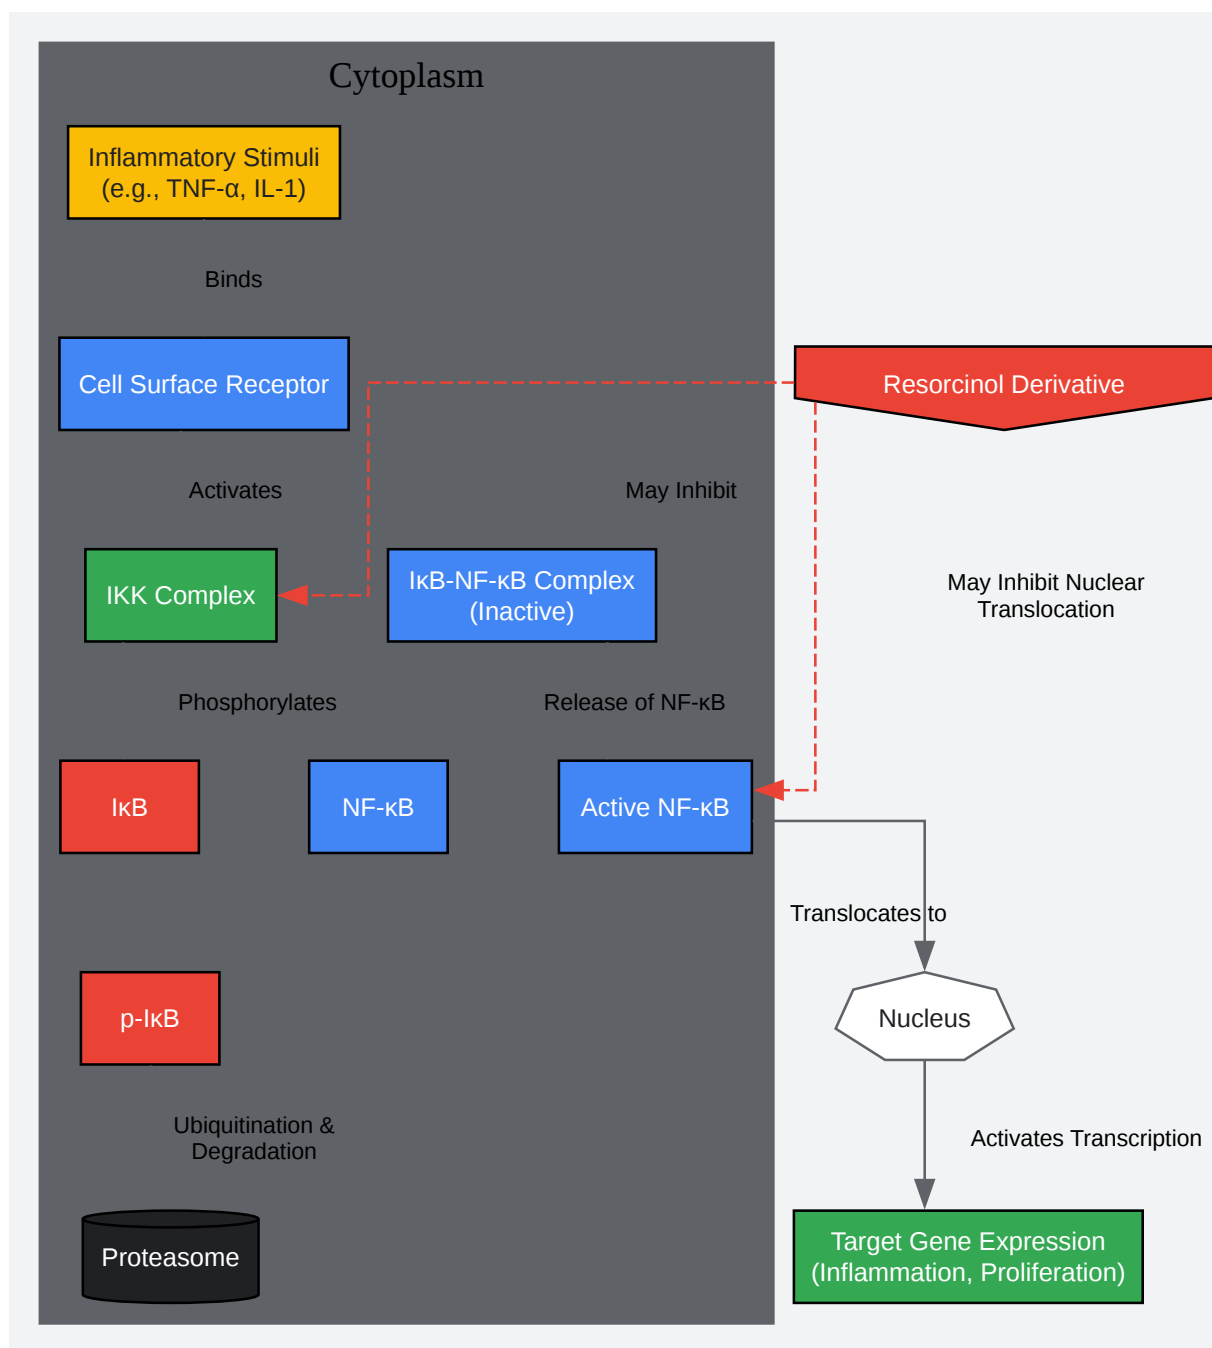 Cytoplasm
Inflammatory Stimuli
(e.g., TNF-α, IL-1)
Binds
Cell Surface Receptor
Resorcinol Derivative
Activates
May Inhibit
IKK Complex
IκB-NF-κB Complex
(Inactive)
May Inhibit Nuclear
Translocation
Phosphorylates
Release of NF-κB
IκB
NF-κB
Active NF-κB
Translocates to
p-IκB
Nucleus
Ubiquitination &
Degradation
Activates Transcription
Proteasome
Target Gene Expression
(Inflammation, Proliferation)